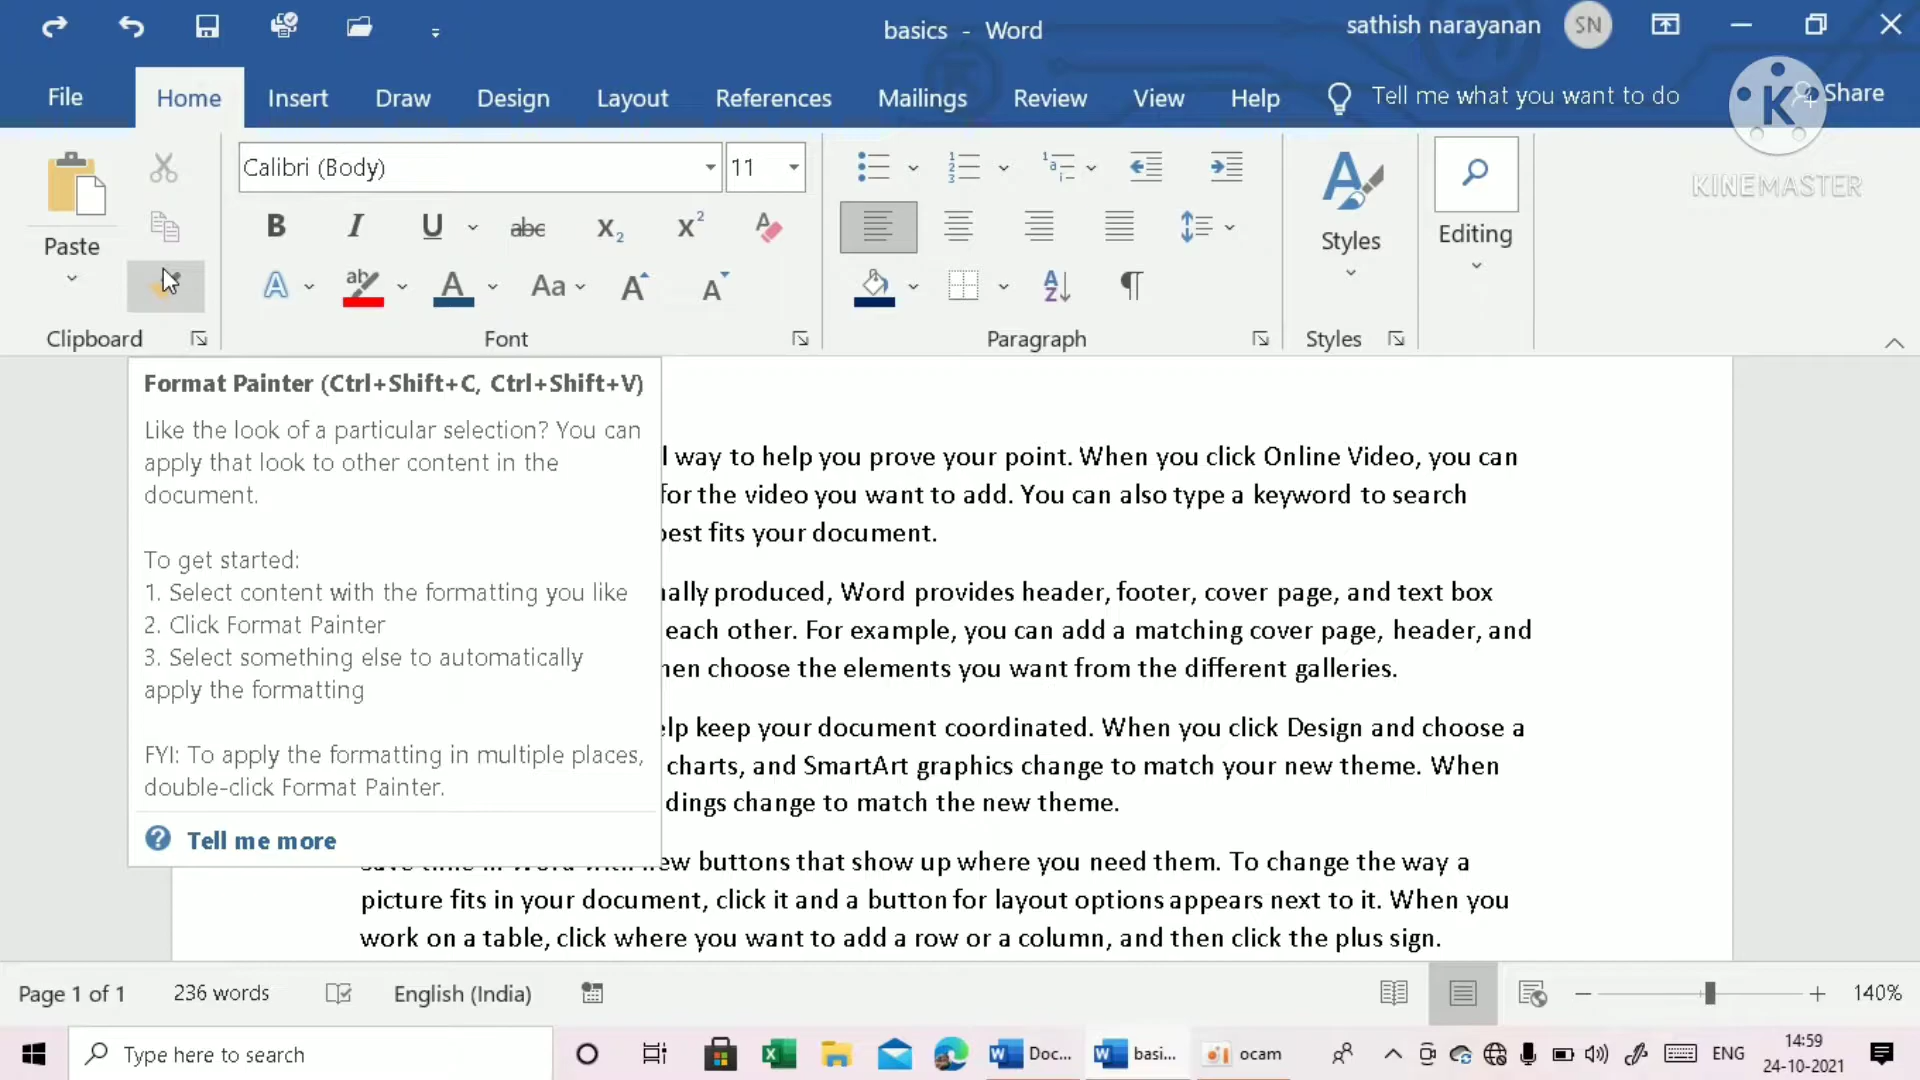 basics - Word
sathish narayanan
SN
File
Home
Insert
Draw
Design
Layout
References
Mailings
Review
View
Help
Tell me what you want to do
Share
K
KINEMASTER
Paste
Calibri (Body)
11
B
I
U
abc
X2
X2
A
ab
A
Aa
A
A
Styles
Editing
Clipboard
Font
Paragraph
Styles
Format Painter (Ctrl+Shift+C, Ctrl+Shift+V)
Like the look of a particular selection? You can
apply that look to other content in the
document.
To get started:
1. Select content with the formatting you like
2. Click Format Painter
3. Select something else to automatically
apply the formatting
FYI: To apply the formatting in multiple places,
double-click Format Painter.
Tell me more
way to help you prove your point. When you click Online Video, you can
for the video you want to add. You can also type a keyword to search
best fits your document.
produced, Word provides header, footer, cover page, and text box
each other. For example, you can add a matching cover page, header, and
choose the elements you want from the different galleries.
keep your document coordinated. When you click Design and choose a
charts, and SmartArt graphics change to match your new theme. When
change to match the new theme.
buttons that show up where you need them. To change the way a
picture fits in your document, click it and a button for layout options appears next to it. When you
work on a table, click where you want to add a row or a column, and then click the plus sign.
Page 1 of 1
236 words
English (India)
140%
Type here to search
Doc...
basi...
ocam
ENG
14:59
24-10-2021